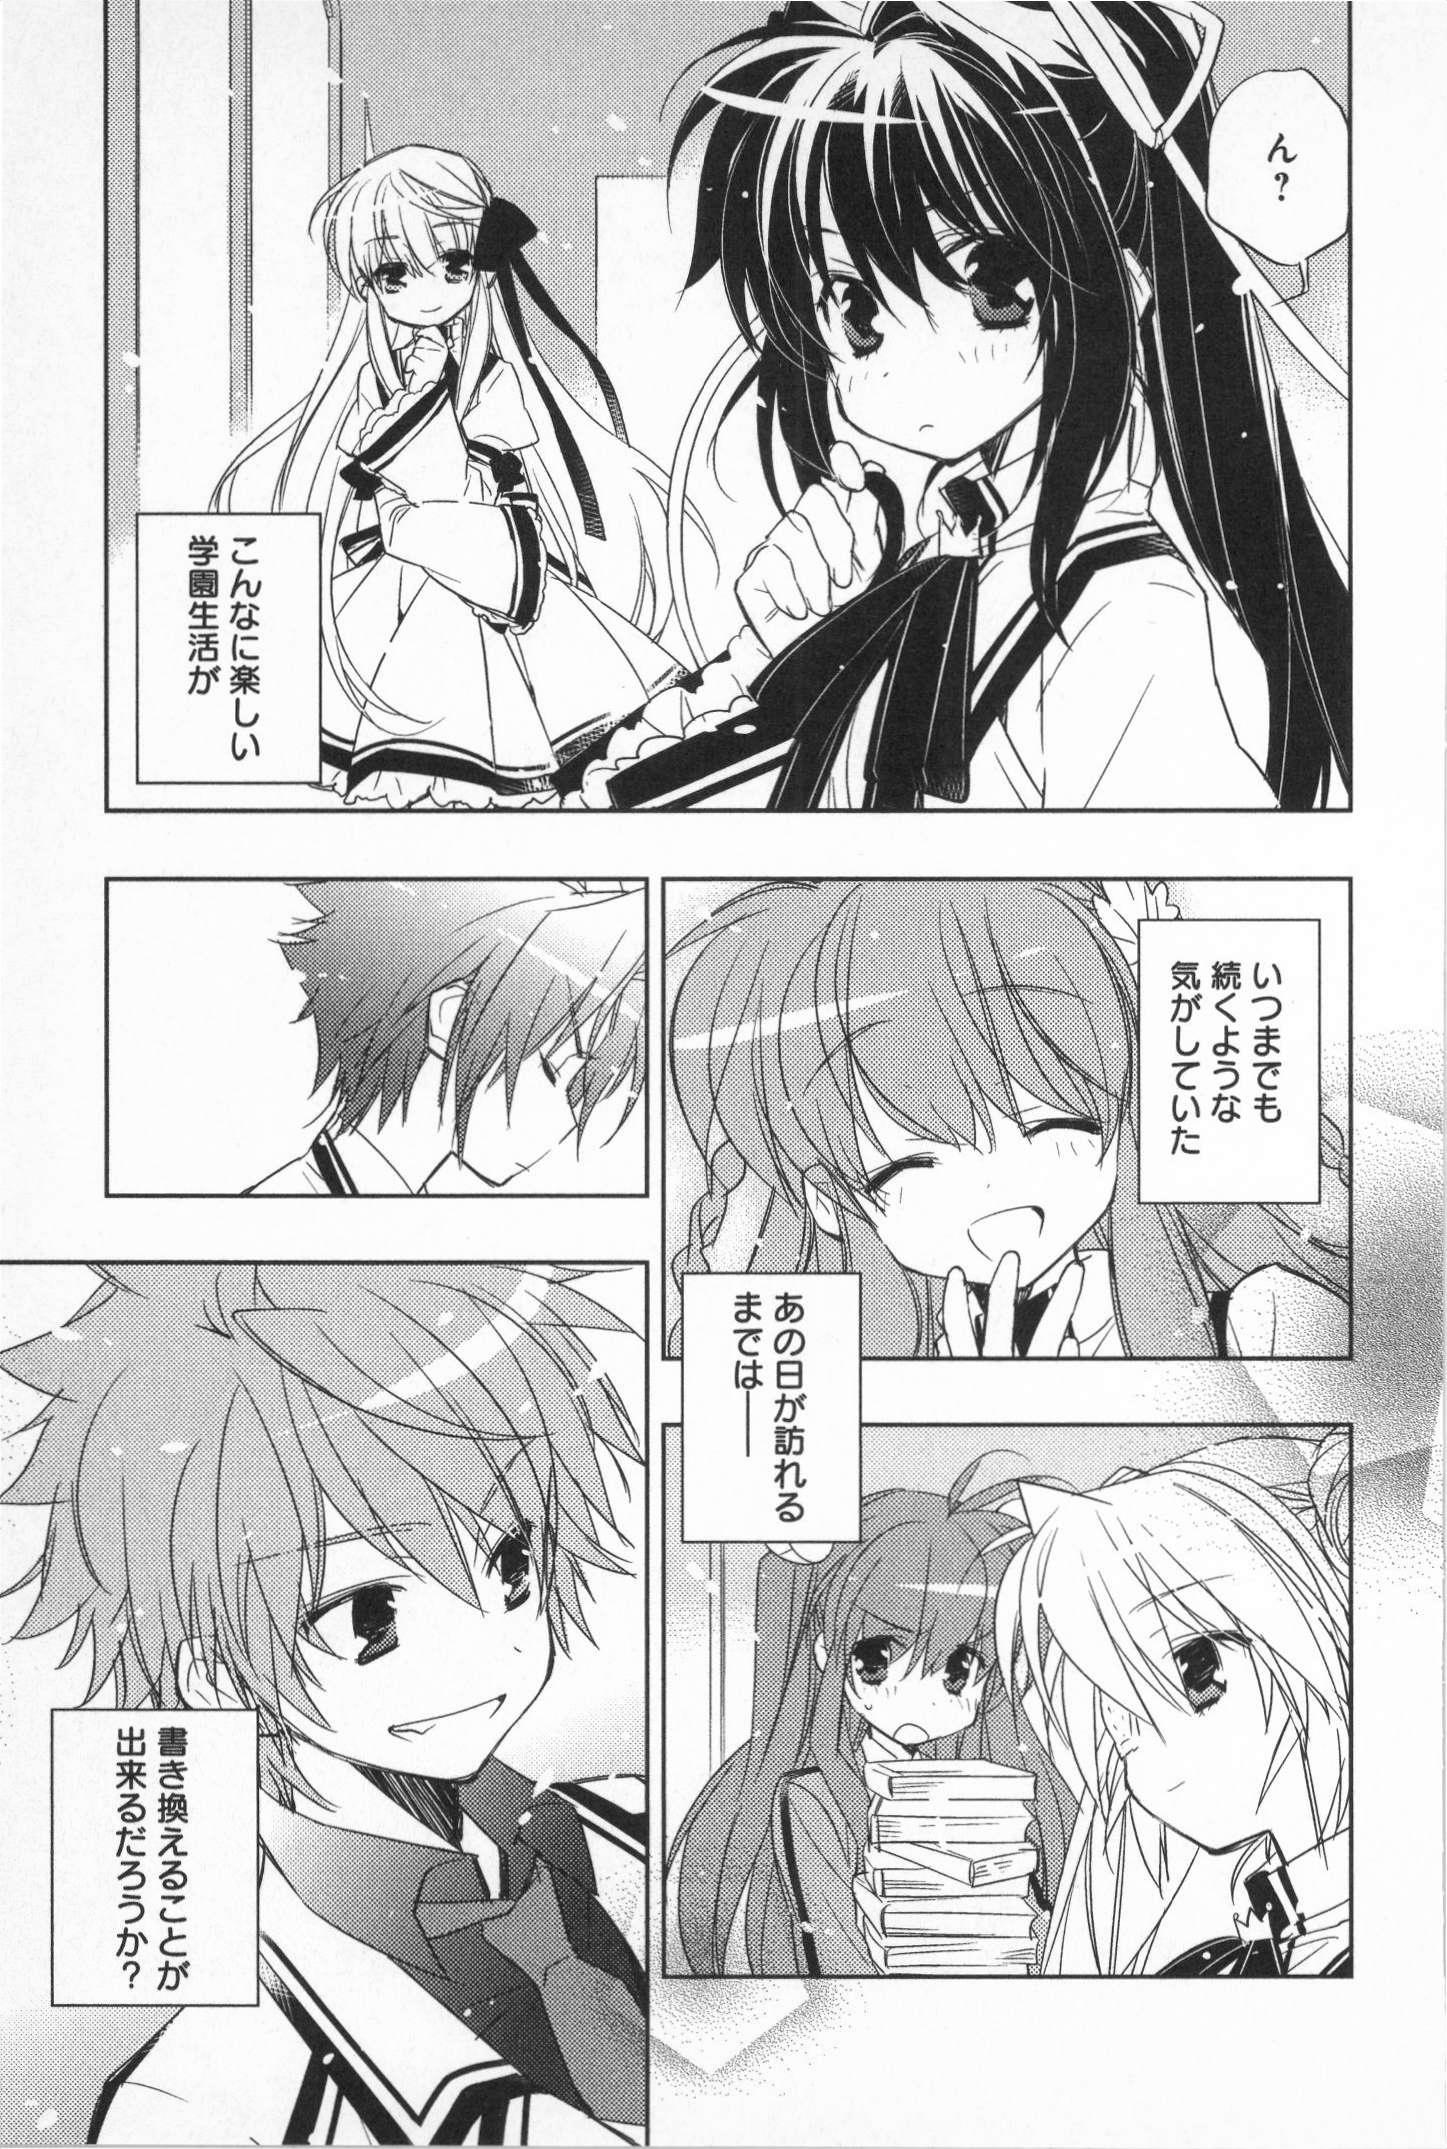 ん？
こんなに楽しい
学園生活が
いつまでも
続くような
気がしていた
あの日が訪れる
までは――
書き換えることが
出来るだろうか？